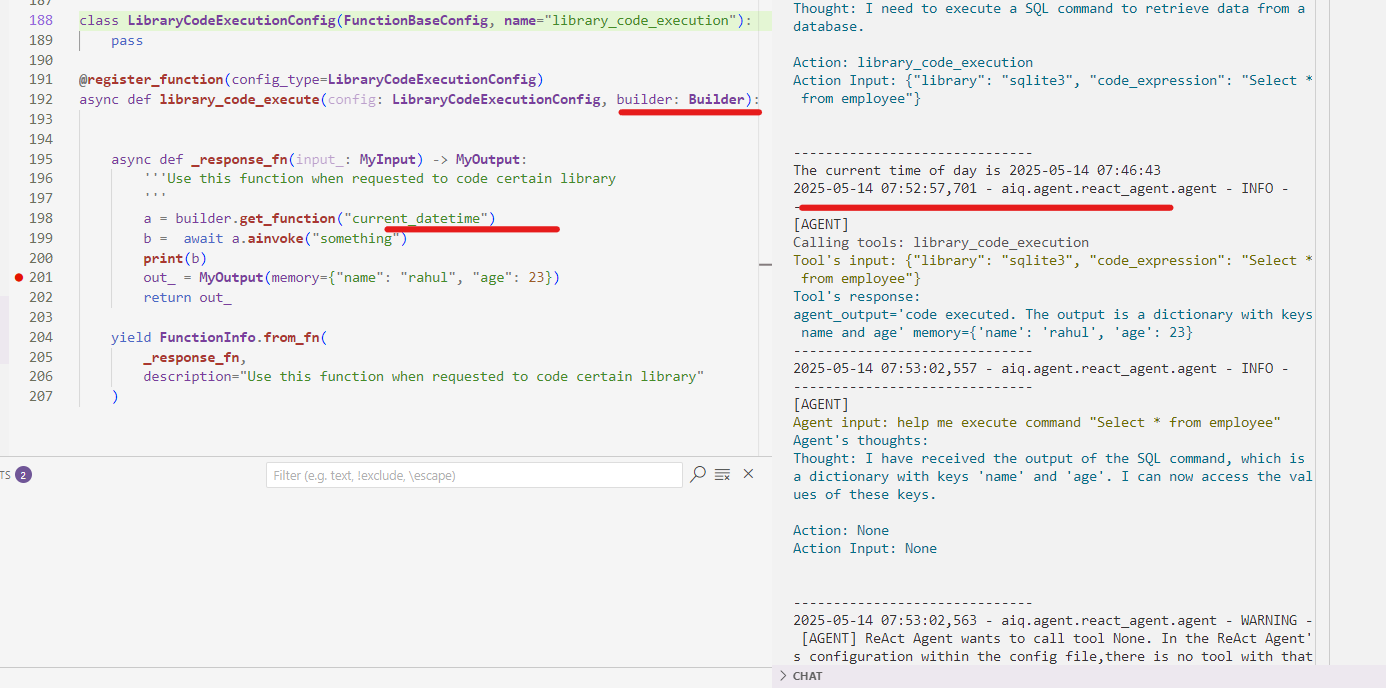 187
188 class LibraryCodeExecutionConfig(FunctionBaseConfig, name="library_code_execution"):
189     pass
190
191 @register_function(config_type=LibraryCodeExecutionConfig)
192 async def library_code_execute(config: LibraryCodeExecutionConfig, builder: Builder):
193
194
195     async def _response_fn(input_: MyInput) -> MyOutput:
196         '''Use this function when requested to code certain library
197         '''
198         a = builder.get_function("current_datetime")
199         b =  await a.ainvoke("something")
200         print(b)
201         out_ = MyOutput(memory={"name": "rahul", "age": 23})
202         return out_
203
204     yield FunctionInfo.from_fn(
205         _response_fn,
206         description="Use this function when requested to code certain library"
207     )
TS 2
Filter (e.g. text, !exclude, \escape)
Thought: I need to execute a SQL command to retrieve data from a
database.
Action: library_code_execution
Action Input: {"library": "sqlite3", "code_expression": "Select *
 from employee"}
------------------------------
The current time of day is 2025-05-14 07:46:43
2025-05-14 07:52:57,701 - aiq.agent.react_agent.agent - INFO -
-
[AGENT]
Calling tools: library_code_execution
Tool's input: {"library": "sqlite3", "code_expression": "Select *
 from employee"}
Tool's response:
agent_output='code executed. The output is a dictionary with keys
 name and age' memory={'name': 'rahul', 'age': 23}
------------------------------
2025-05-14 07:53:02,557 - aiq.agent.react_agent.agent - INFO -
------------------------------
[AGENT]
Agent input: help me execute command "Select * from employee"
Agent's thoughts:
Thought: I have received the output of the SQL command, which is
a dictionary with keys 'name' and 'age'. I can now access the val
ues of these keys.
Action: None
Action Input: None
------------------------------
2025-05-14 07:53:02,563 - aiq.agent.react_agent.agent - WARNING -
 [AGENT] ReAct Agent wants to call tool None. In the ReAct Agent'
s configuration within the config file,there is no tool with that
CHAT